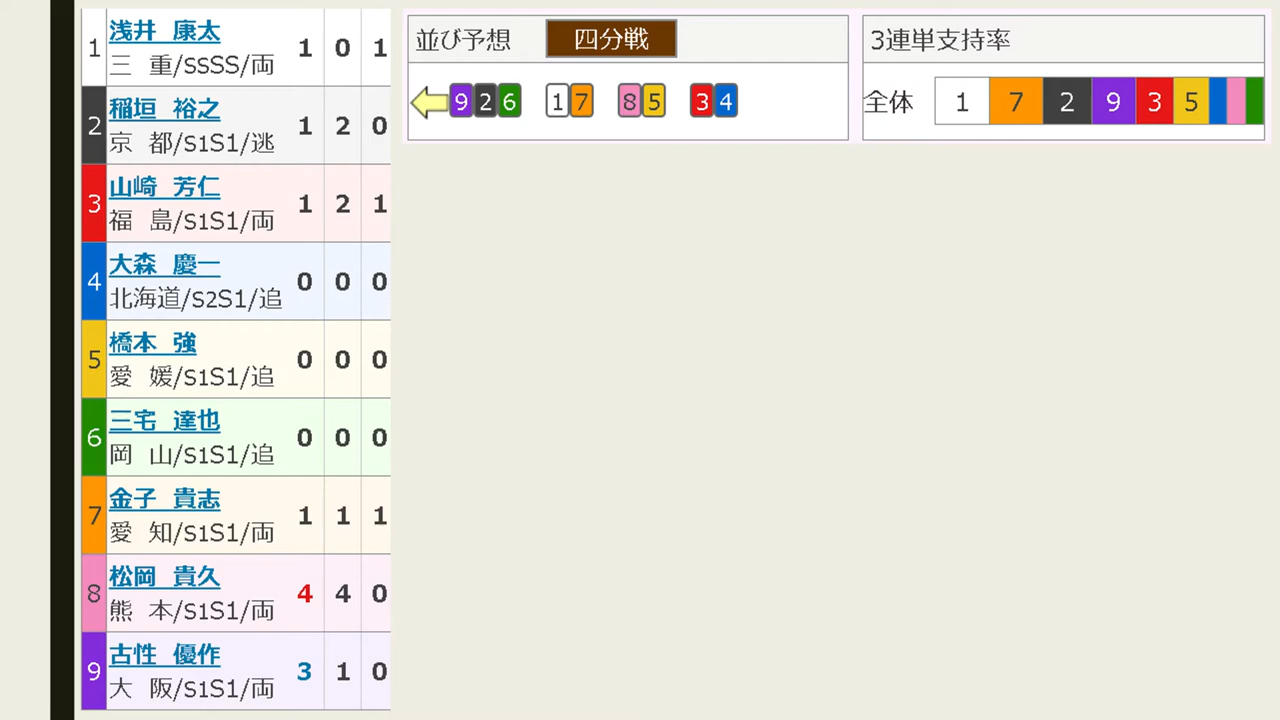 1 浅井 康太 1 0 1
三 重/SSSS/両
2 稲垣 裕之 1 2 0
京 都/S1S1/逃
3 山崎 芳仁 1 2 1
福 島/S1S1/両
4 大森 慶一 0 0 0
北海道/S2S1/追
5 橋本 強 0 0 0
愛 媛/S1S1/追
6 三宅 達也 0 0 0
岡 山/S1S1/追
7 金子 貴志 1 1 1
愛 知/S1S1/両
8 松岡 貴久 4 4 0
熊 本/S1S1/両
9 古性 優作 3 1 0
大 阪/S1S1/両
並び予想 四分戦
9 2 6 1 7 8 5 3 4
3連単支持率
全体 1 7 2 9 3 5